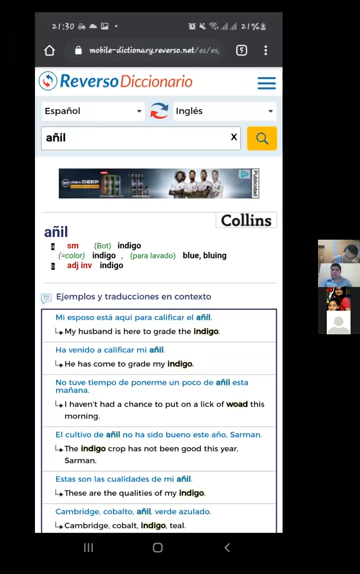 21:30
21%
mobile-dictionary.reverso.net/es/es
5
Reverso Diccionario
Español
Inglés
añil
X
Publicidad
Collins
añil
sm (Bot) indigo
(=color) indigo , (para lavado) blue, bluing
adj inv indigo
Ejemplos y traducciones en contexto
Mi esposo está aquí para calificar el añil.
My husband is here to grade the indigo.
Ha venido a calificar mi añil.
He has come to grade my indigo.
No tuve tiempo de ponerme un poco de añil esta
mañana.
I haven't had a chance to put on a lick of woad this
morning.
El cultivo de añil no ha sido bueno este año, Sarman.
The indigo crop has not been good this year,
Sarman.
Estas son las cualidades de mi añil.
These are the qualities of my indigo.
Cambridge, cobalto, añil, verde azulado.
Cambridge, cobalt, indigo, teal.